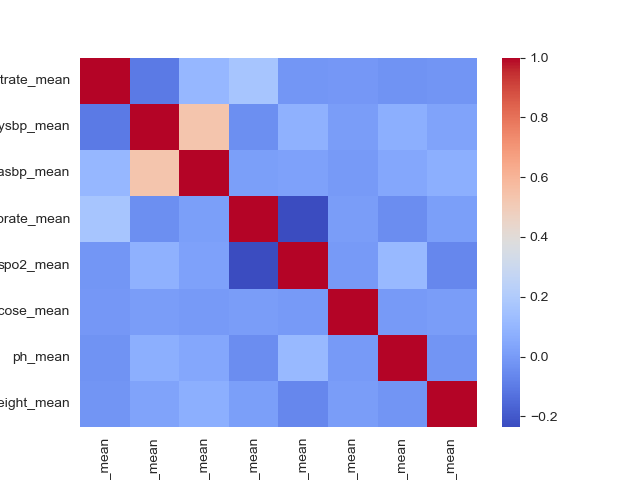 trate_mean
ysbp_mean
asbp_mean
orate_mean
spo2_mean
cose_mean
ph_mean
eight_mean
_mean
_mean
_mean
_mean
_mean
_mean
_mean
_mean
1.0
0.8
0.6
0.4
0.2
0.0
−0.2